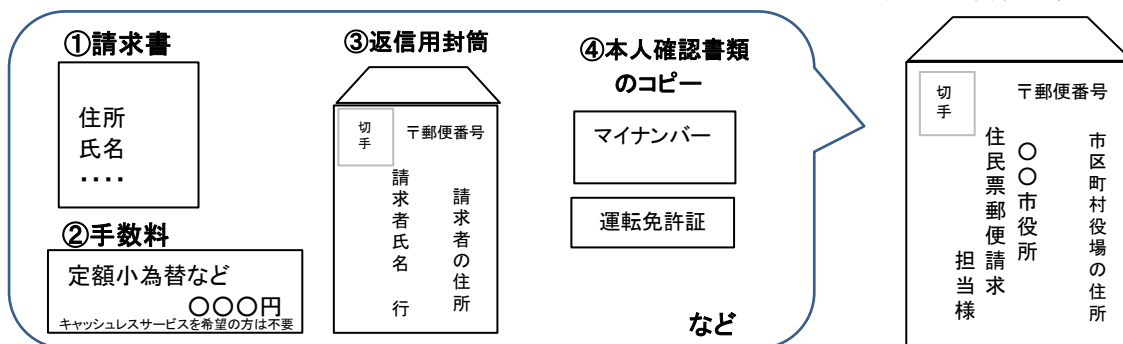 ①請求書
住所
氏名
・・・・
②手数料
定額小為替など
〇〇〇円
キャッシュレスサービスを希望の方は不要
③返信用封筒
切手
〒郵便番号
請求者の住所
請求者氏名 行
④本人確認書類
のコピー
マイナンバー
運転免許証
など
切手
〒郵便番号
市区町村役場の住所
〇〇市役所
住民票郵便請求
担当様